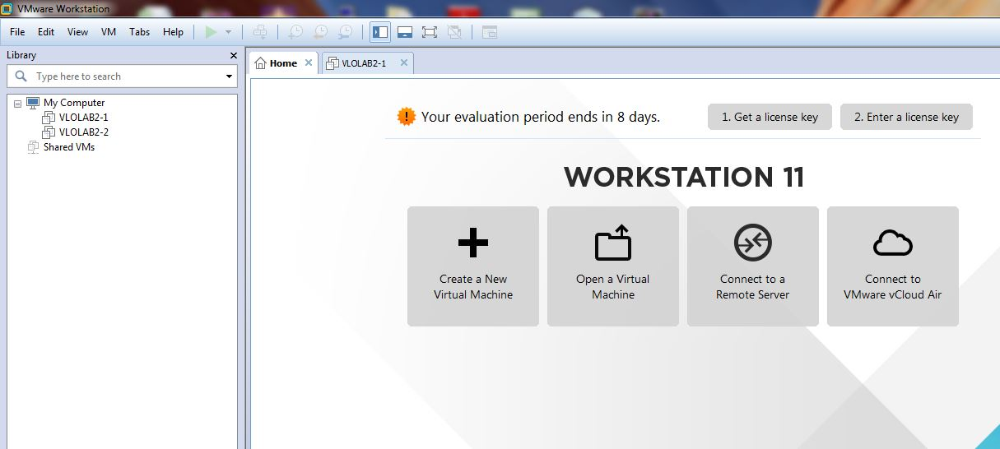 VMware Workstation
File Edit View VM Tabs Help
Library
Type here to search
My Computer
VLOLAB2-1
VLOLAB2-2
Shared VMs
Home
VLOLAB2-1
Your evaluation period ends in 8 days.
1. Get a license key
2. Enter a license key
WORKSTATION 11
Create a New
Virtual Machine
Open a Virtual
Machine
Connect to a
Remote Server
Connect to
VMware vCloud Air